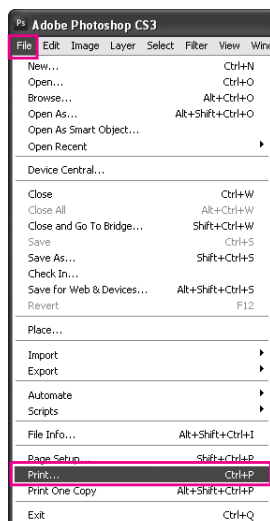 Ps Adobe Photoshop CS3
File Edit Image Layer Select Filter View Wind
New... Ctrl+N
Open... Ctrl+O
Browse... Alt+Ctrl+O
Open As... Alt+Shift+Ctrl+O
Open As Smart Object...
Open Recent
Device Central...
Close Ctrl+W
Close All Alt+Ctrl+W
Close and Go To Bridge... Shift+Ctrl+W
Save Ctrl+S
Save As... Shift+Ctrl+S
Check In...
Save for Web & Devices... Alt+Shift+Ctrl+S
Revert F12
Place...
Import
Export
Automate
Scripts
File Info... Alt+Shift+Ctrl+I
Page Setup... Shift+Ctrl+P
Print... Ctrl+P
Print One Copy Alt+Shift+Ctrl+P
Exit Ctrl+Q